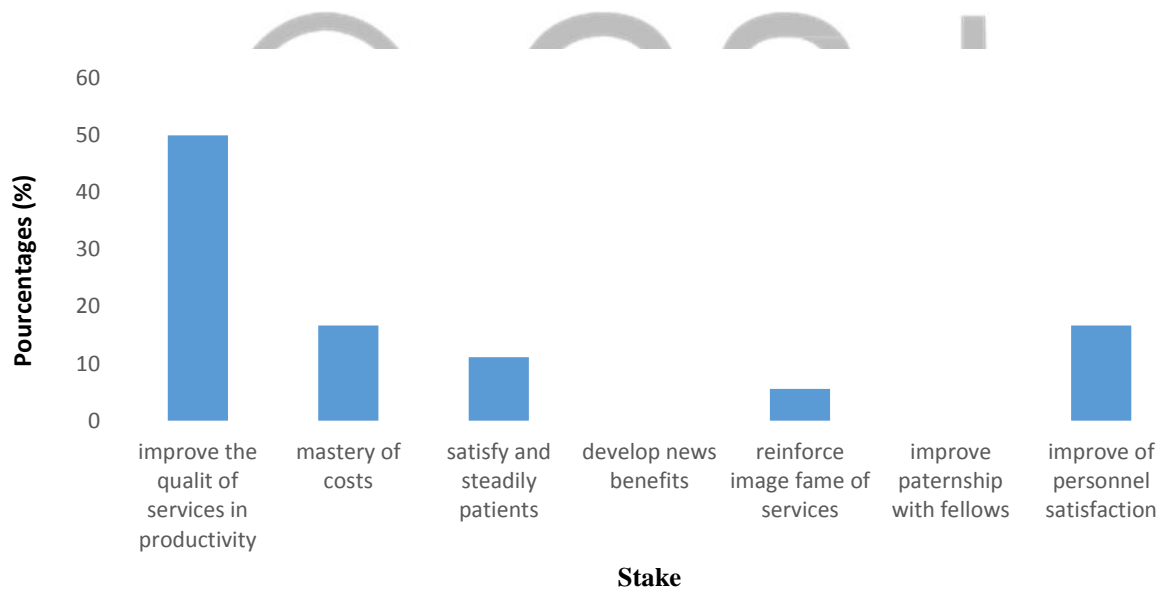 60
50
40
30
20
10
0
Pourcentages (%)
improve the
qualit of
services in
productivity
mastery of
costs
satisfy and
steadily
patients
develop news
benefits
reinforce
image fame of
services
improve
paternship
with fellows
improve of
personnel
satisfaction
Stake